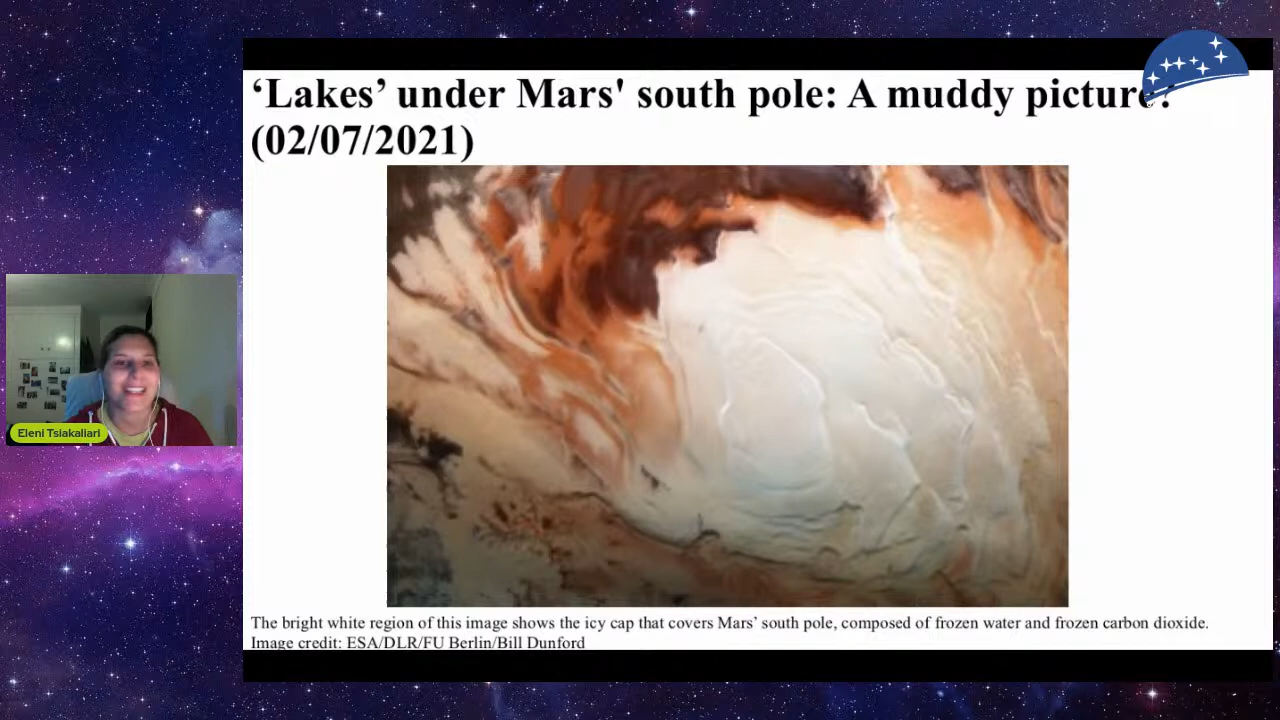 ‘Lakes’ under Mars' south pole: A muddy picture?
(02/07/2021)
Eleni Tsiakaliari
The bright white region of this image shows the icy cap that covers Mars’ south pole, composed of frozen water and frozen carbon dioxide.
Image credit: ESA/DLR/FU Berlin/Bill Dunford